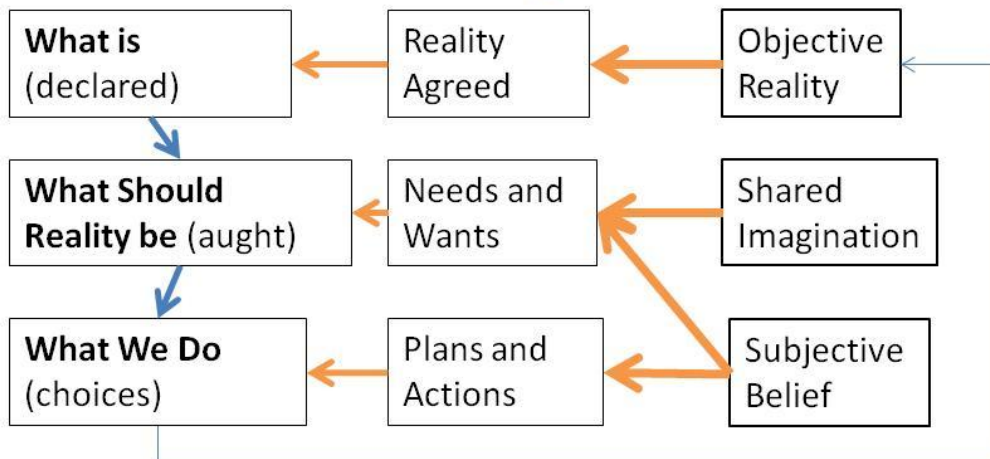 What is
(declared)
Reality
Agreed
Objective
Reality
What Should
Reality be (aught)
Needs and
Wants
Shared
Imagination
What We Do
(choices)
Plans and
Actions
Subjective
Belief